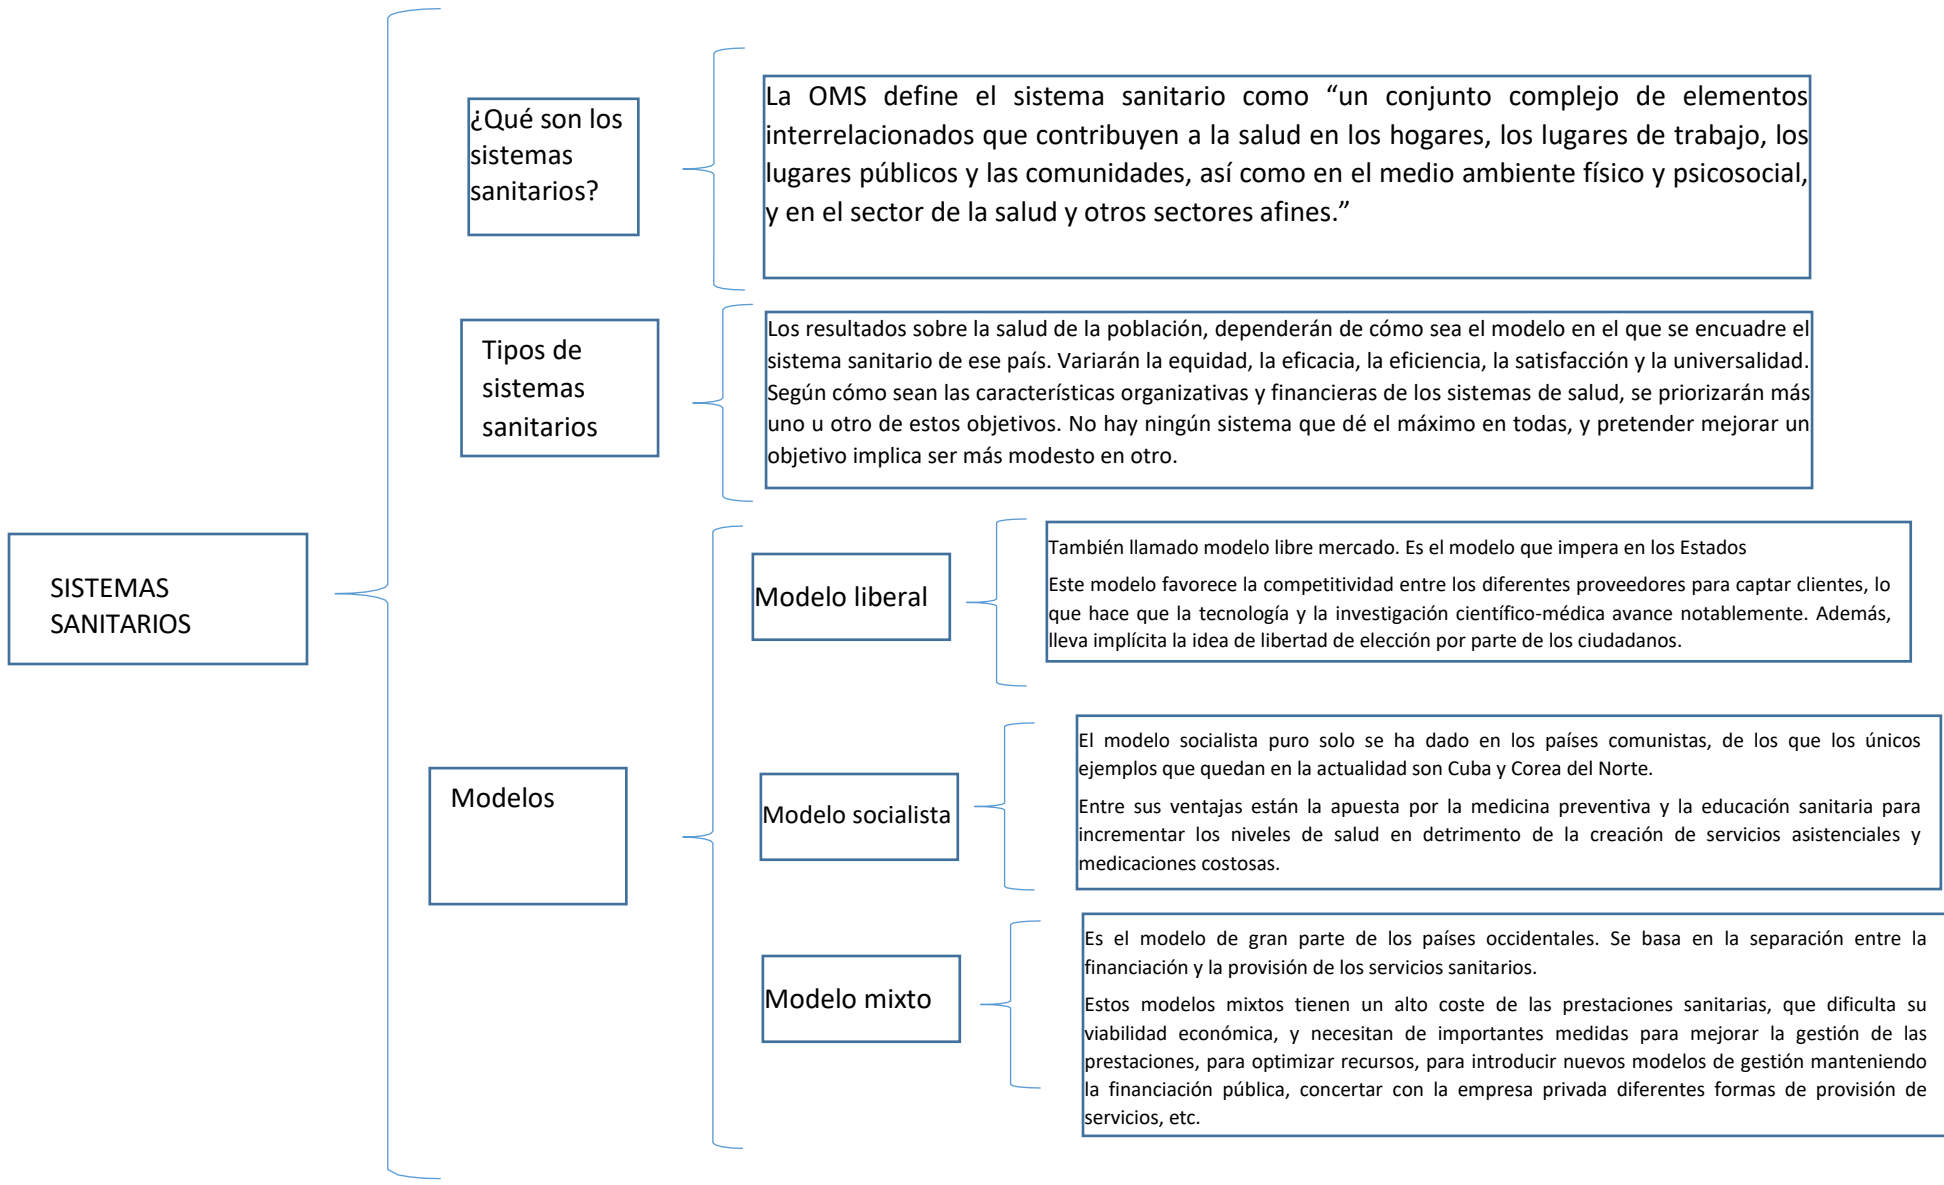 ¿Qué son los
sistemas
sanitarios?
La OMS define el sistema sanitario como “un conjunto complejo de elementos
interrelacionados que contribuyen a la salud en los hogares, los lugares de trabajo, los
lugares públicos y las comunidades, así como en el medio ambiente físico y psicosocial,
y en el sector de la salud y otros sectores afines.”
Tipos de
sistemas
sanitarios
Los resultados sobre la salud de la población, dependerán de cómo sea el modelo en el que se encuadre el
sistema sanitario de ese país. Variarán la equidad, la eficacia, la eficiencia, la satisfacción y la universalidad.
Según cómo sean las características organizativas y financieras de los sistemas de salud, se priorizarán más
uno u otro de estos objetivos. No hay ningún sistema que dé el máximo en todas, y pretender mejorar un
objetivo implica ser más modesto en otro.
SISTEMAS
SANITARIOS
Modelos
Modelo liberal
También llamado modelo libre mercado. Es el modelo que impera en los Estados
Este modelo favorece la competitividad entre los diferentes proveedores para captar clientes, lo
que hace que la tecnología y la investigación científico-médica avance notablemente. Además,
lleva implícita la idea de libertad de elección por parte de los ciudadanos.
Modelo socialista
El modelo socialista puro solo se ha dado en los países comunistas, de los que los únicos
ejemplos que quedan en la actualidad son Cuba y Corea del Norte.
Entre sus ventajas están la apuesta por la medicina preventiva y la educación sanitaria para
incrementar los niveles de salud en detrimento de la creación de servicios asistenciales y
medicaciones costosas.
Modelo mixto
Es el modelo de gran parte de los países occidentales. Se basa en la separación entre la
financiación y la provisión de los servicios sanitarios.
Estos modelos mixtos tienen un alto coste de las prestaciones sanitarias, que dificulta su
viabilidad económica, y necesitan de importantes medidas para mejorar la gestión de las
prestaciones, para optimizar recursos, para introducir nuevos modelos de gestión manteniendo
la financiación pública, concertar con la empresa privada diferentes formas de provisión de
servicios, etc.